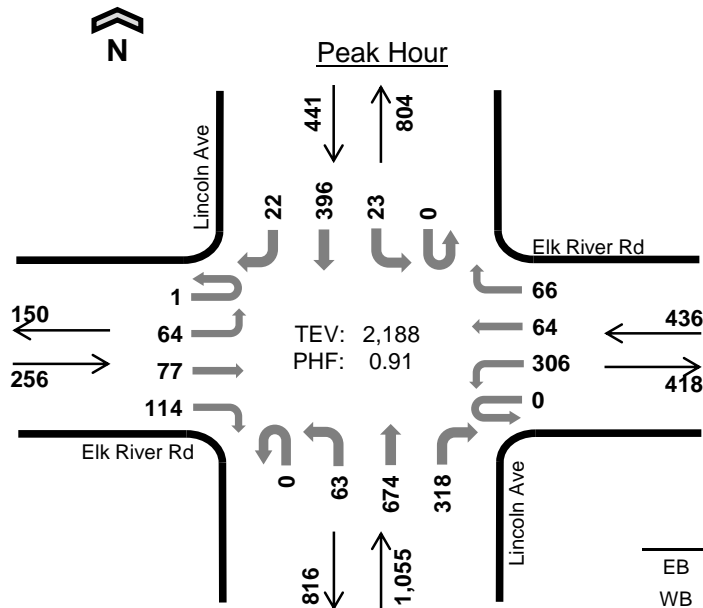 N
Peak Hour
441
804
Lincoln Ave
22
396
23
0
Elk River Rd
1
66
150
64
TEV: 2,188
64
436
256
77
PHF: 0.91
306
418
114
0
Elk River Rd
0
63
674
318
Lincoln Ave
816
1,055
EB
WB